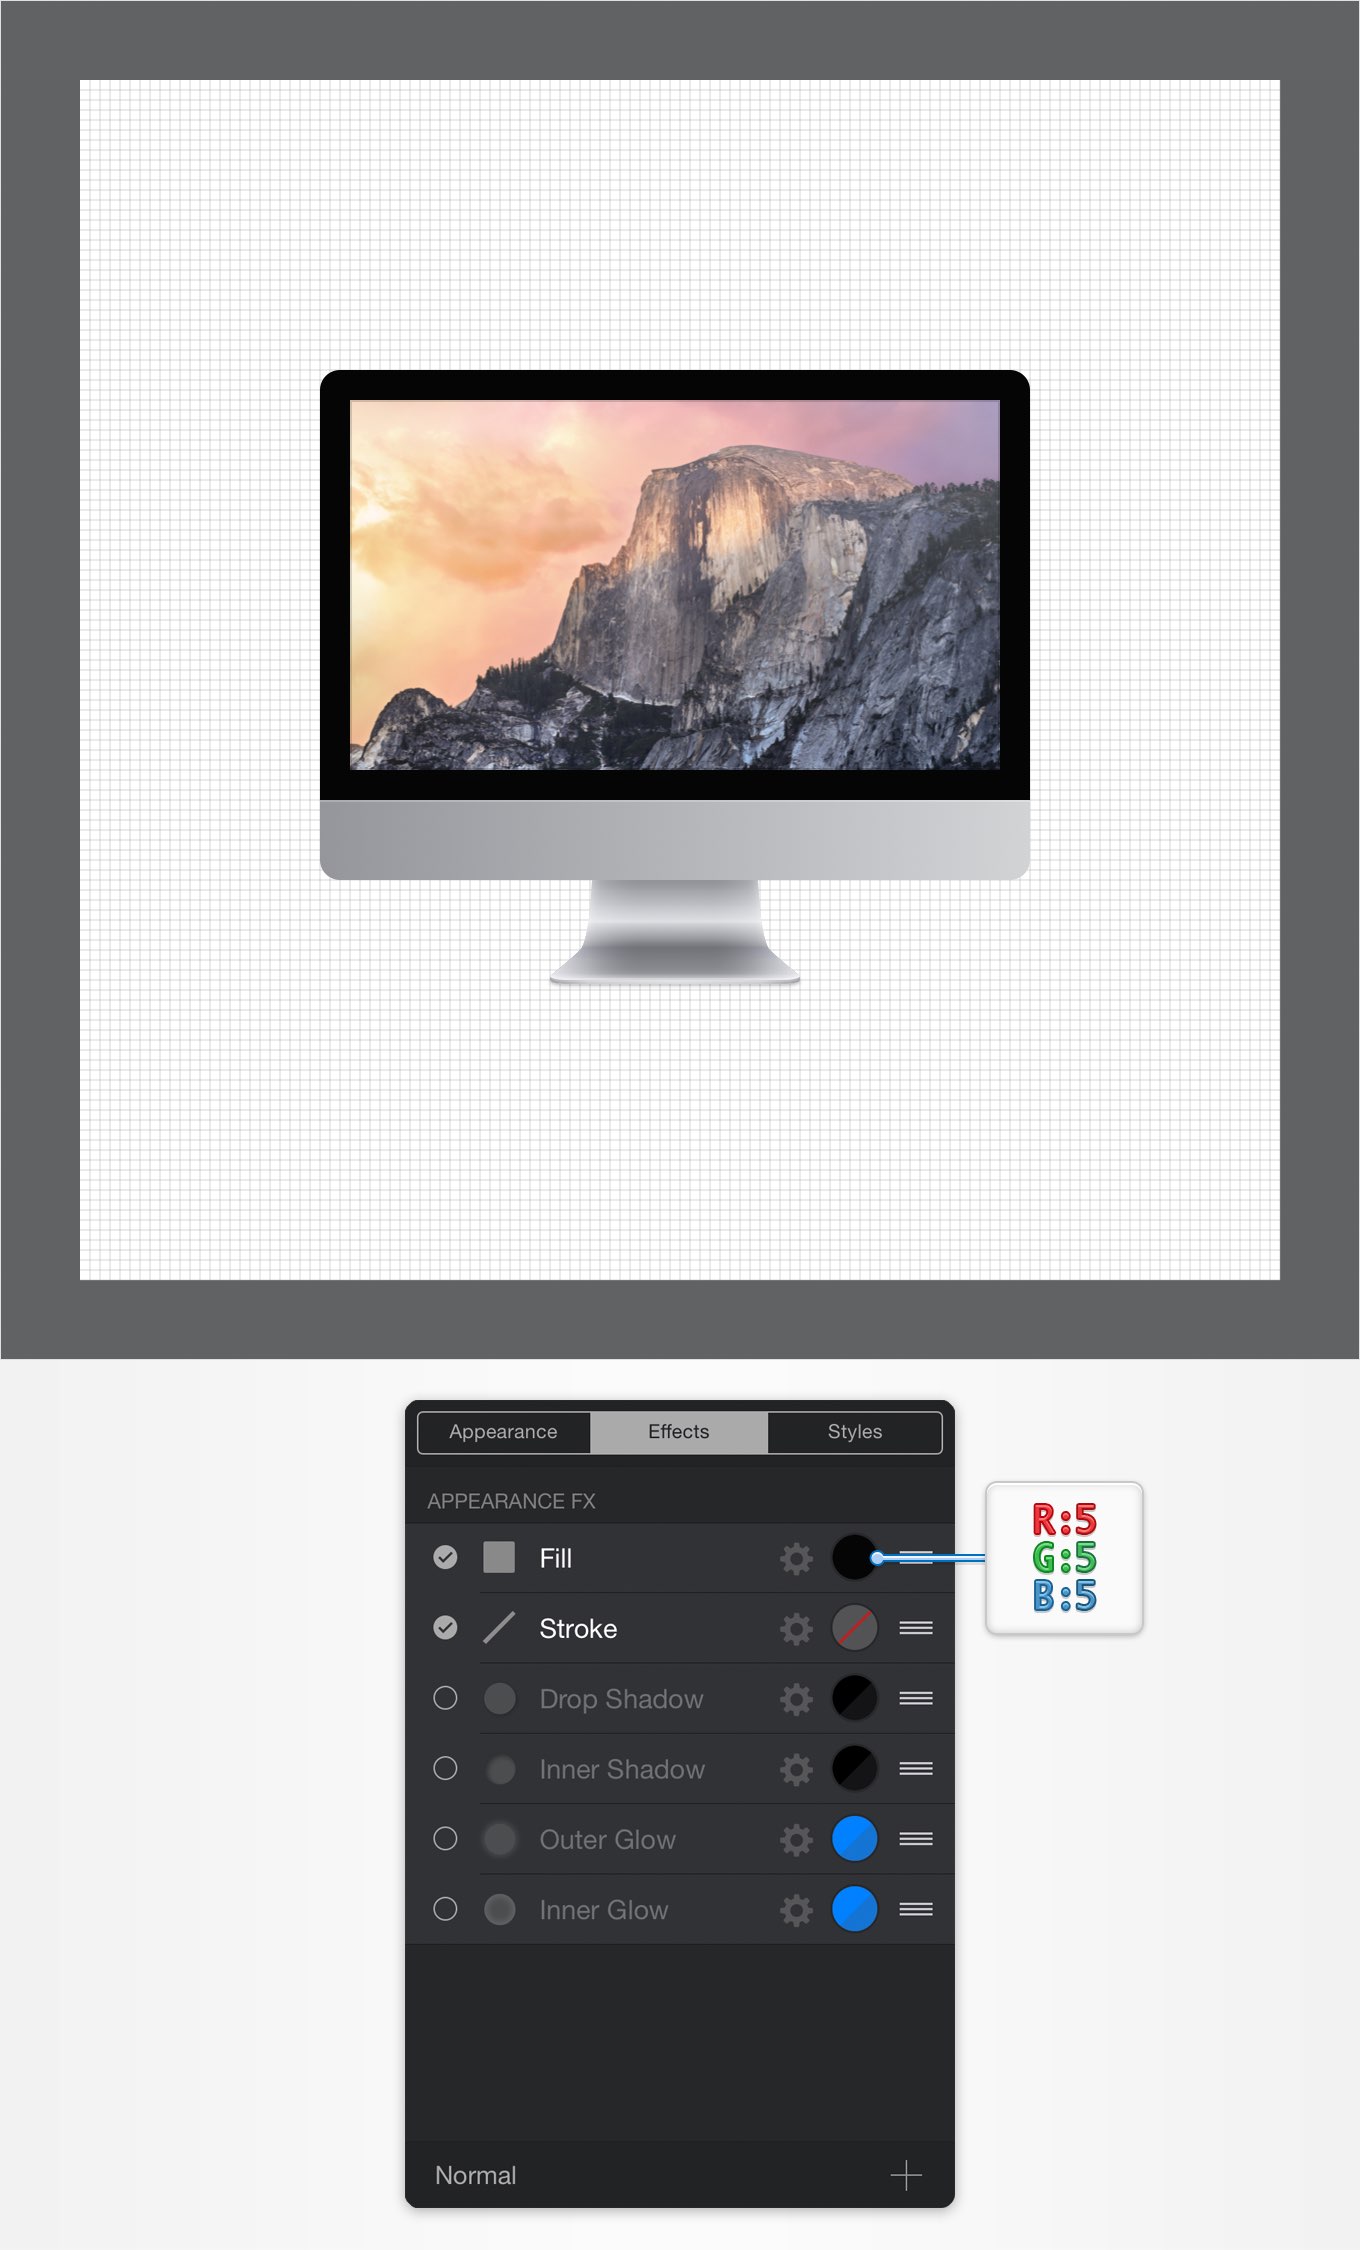 Appearance Effects Styles
APPEARANCE FX
Fill
R:5
G:5
B:5
Stroke
Drop Shadow
Inner Shadow
Outer Glow
Inner Glow
Normal